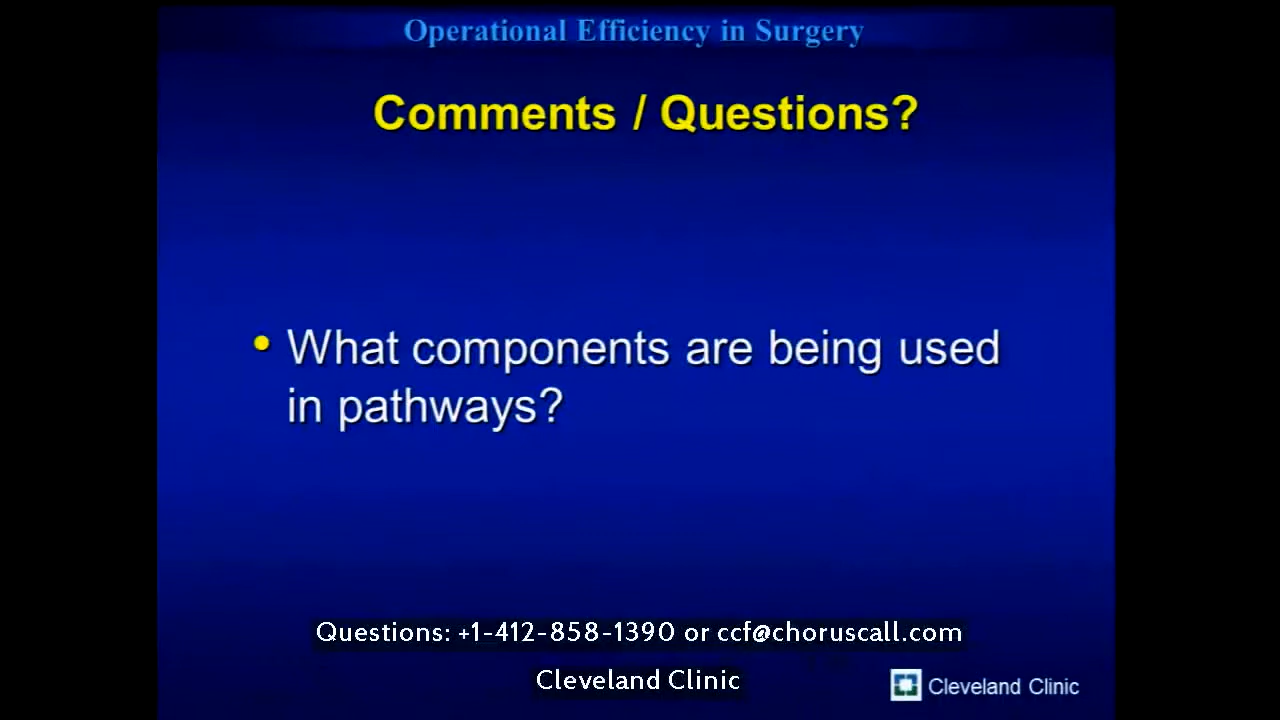 Operational Efficiency in Surgery
Comments / Questions?
• What components are being used
in pathways?
Questions: +1-412-858-1390 or ccf@choruscall.com
Cleveland Clinic
Cleveland Clinic